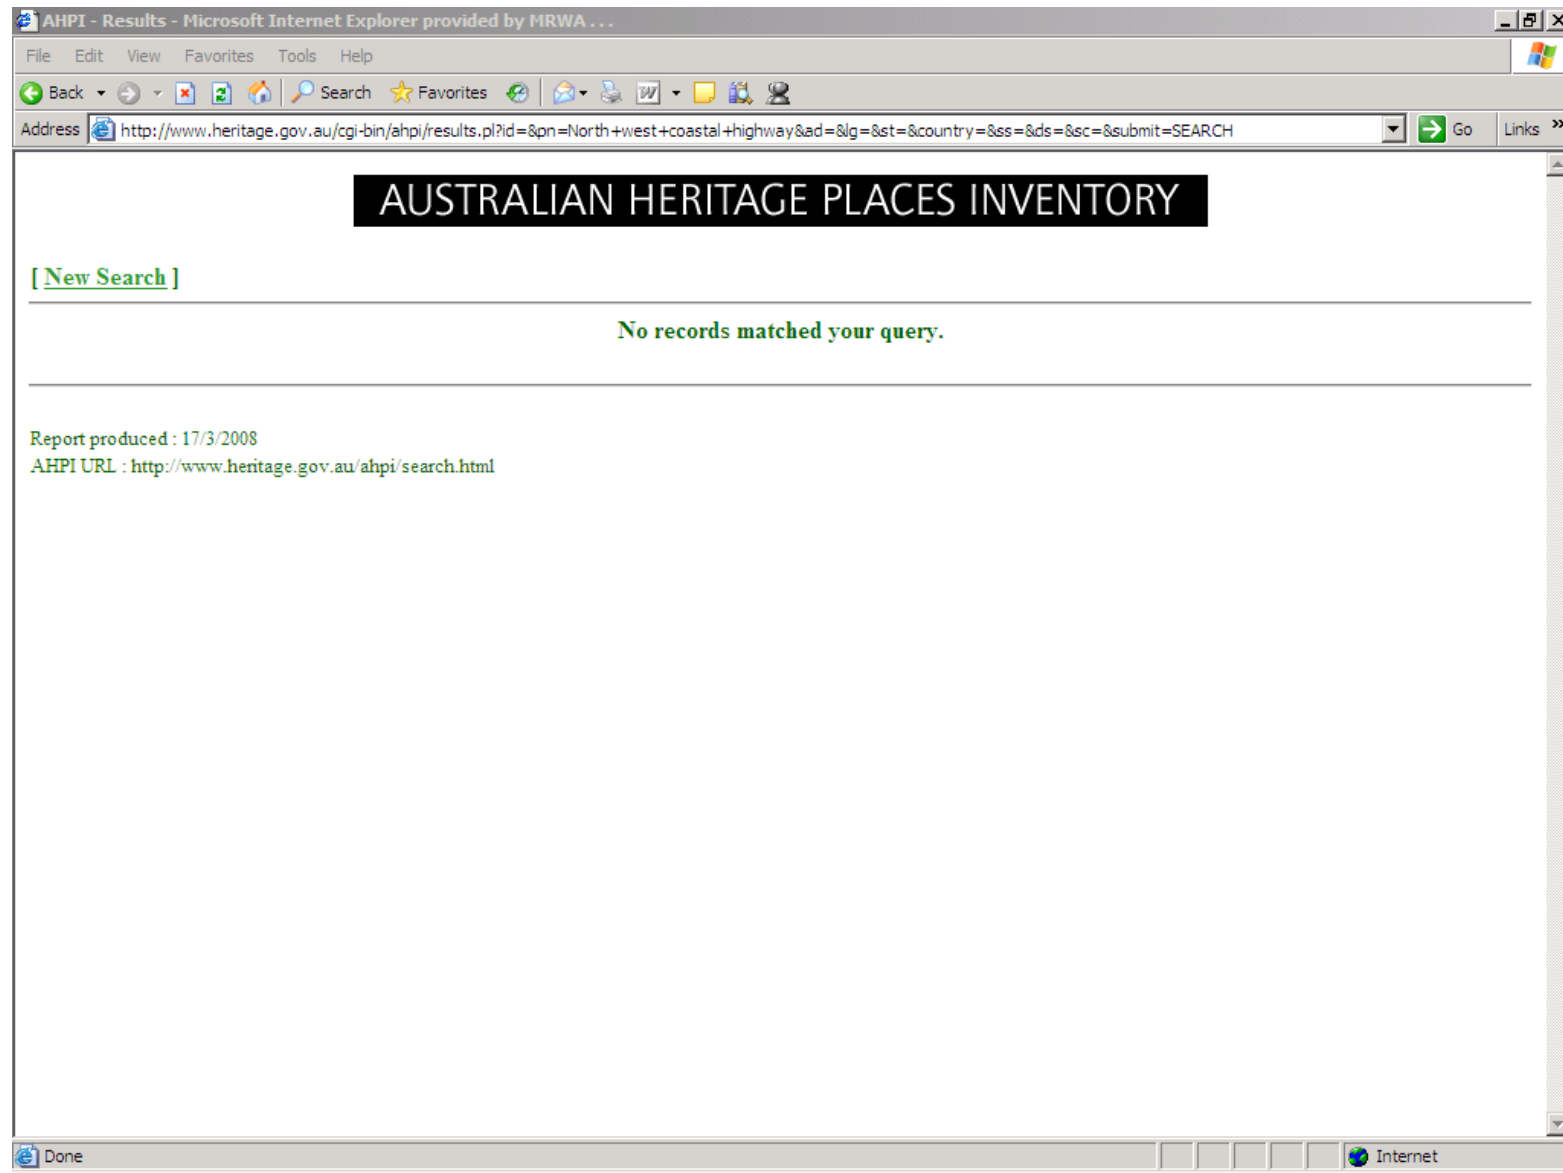 AHPI - Results - Microsoft Internet Explorer provided by MRWA . . .
File Edit View Favorites Tools Help
Back Search Favorites
Address http://www.heritage.gov.au/cgi-bin/ahpi/results.pl?id=&pn=North+west+coastal+highway&ad=&lg=&st=&country=&ss=&ds=&sc=&submit=SEARCH Go Links »
AUSTRALIAN HERITAGE PLACES INVENTORY
[ New Search ]
No records matched your query.
Report produced : 17/3/2008
AHPI URL : http://www.heritage.gov.au/ahpi/search.html
Done Internet